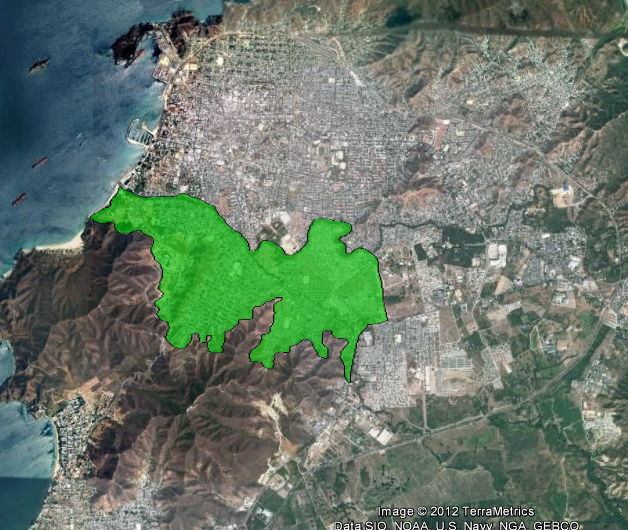 Image © 2012 TerraMetrics
Data SIO, NOAA, U.S. Navy, NGA, GEBCO